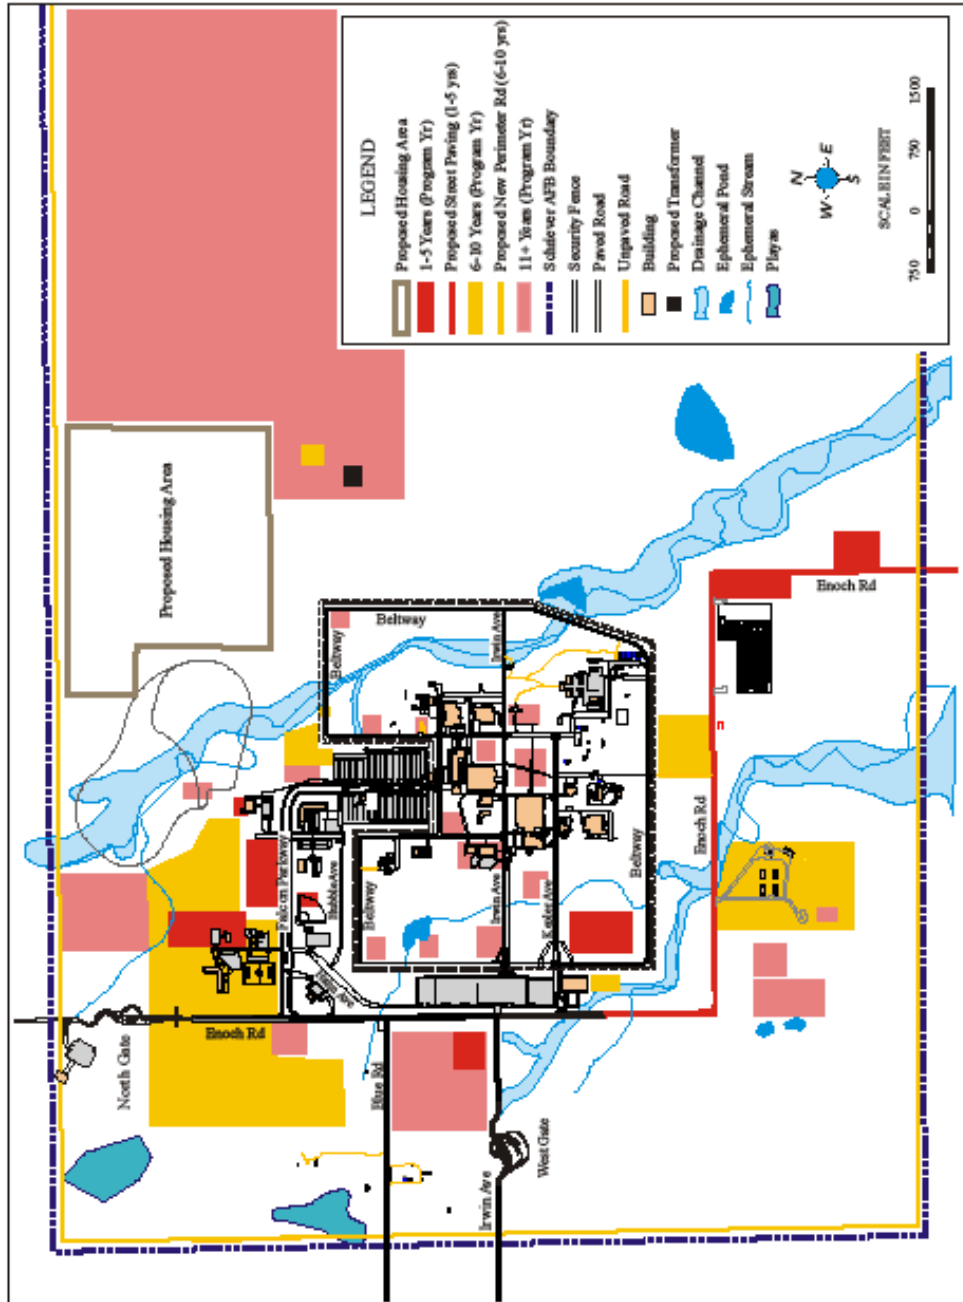 LEGEND
Proposed Housing Area
1-5 Years (Program Yr)
Proposed Street Paving (1-5 yrs)
6-10 Years (Program Yr)
Proposed New Perimeter Rd (6-10 yrs)
11+ Years (Program Yr)
Schriever AFB Boundary
Security Fence
Paved Road
Unpaved Road
Building
Proposed Transformer
Drainage Channel
Ephemeral Pond
Ephemeral Stream
Playas
N
W E
S
SCALE IN FEET
750 0 750 1500
Proposed Housing Area
North Gate
Enoch Rd
Falcon Parkway
Hubble Ave
Beltway
Beltway
Blue Rd
Beltway
Irwin Ave
West Gate
Irwin Ave
Irwin Ave
Kepler Ave
Beltway
Enoch Rd
Enoch Rd